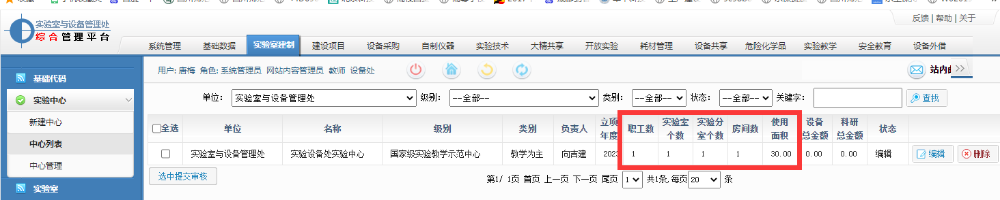 反馈 | 帮助 | 关于
实验室与设备管理处
综合管理平台
系统管理 基础数据 实验室建制 建设项目 设备采购 自制仪器 实验技术 大精共享 开放实验 耗材管理 设备共享 危险化学品 实验教学 安全教育 设备外借
用户: 唐梅 角色: 系统管理员 网站内容管理员 教师 设备处
站内
基础代码
实验中心
新建中心
中心列表
中心管理
实验室
单位: 实验室与设备管理处 级别: --全部-- 类别: --全部-- 状态: --全部-- 关键字: 查找
全选 单位 名称 级别 类别 负责人 立项年度 职工数 实验室个数 实验分室个数 房间数 使用面积 设备总金额 科研总金额 状态
实验室与设备管理处 实验设备处实验中心 国家级实验教学示范中心 教学为主 向吉建 2023 1 1 1 1 30.00 0.00 0.00 编辑 编辑 删除
选中提交审核
第1/ 1页 首页 上一页 下一页 尾页 1 共1条,每页 20 条